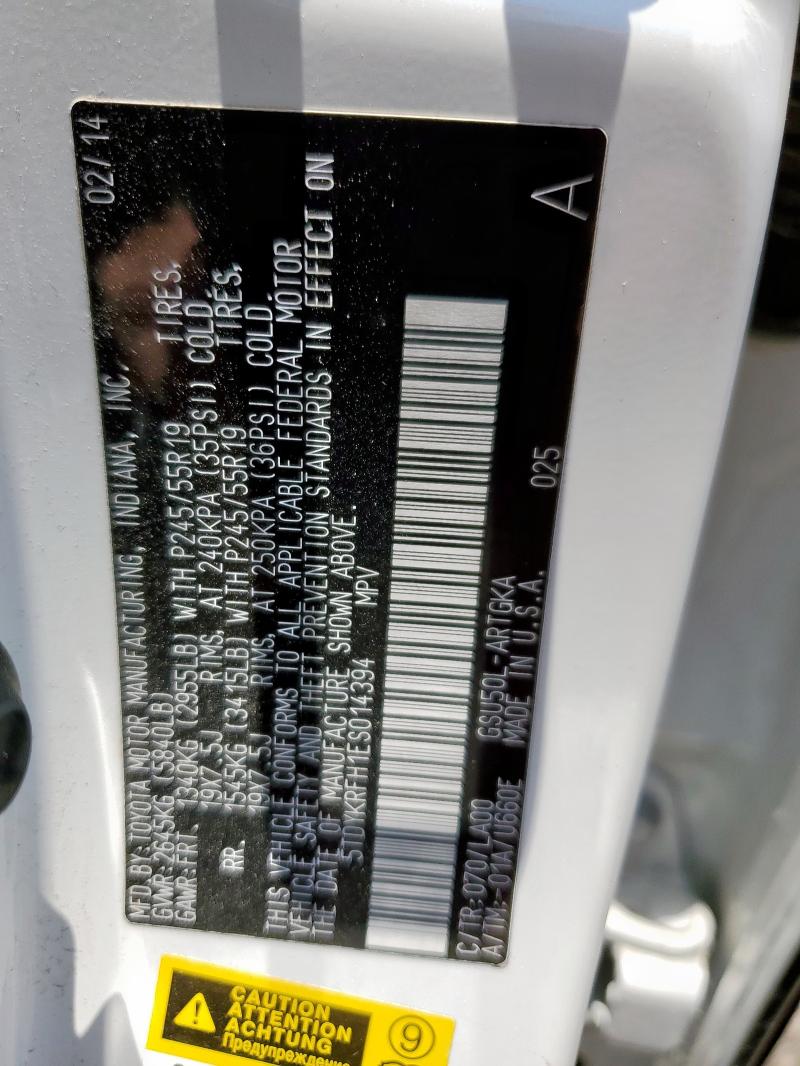 MFD. BY: TOYOTA MOTOR MANUFACTURING, INDIANA, INC. 02/14
GVWR: 2645KG (5840LB)
GAWR: FRT. 1340KG (2955LB) WITH P245/55R19 TIRES,
19X7.5J RIMS, AT 240KPA (35PSI) COLD.
RR. 545KG (3415LB) WITH P245/55R19 TIRES,
19X7.5J RIMS, AT 250KPA (36PSI) COLD.
THIS VEHICLE CONFORMS TO ALL APPLICABLE FEDERAL MOTOR
VEHICLE SAFETY AND THEFT PREVENTION STANDARDS IN EFFECT ON
THE DATE OF MANUFACTURE SHOWN ABOVE.
5TDYKRFH1ES014394 MPV
C/TR: 070/LA00 GSU50L-ARTGKA
A/TM: -01A/U660E MADE IN U.S.A. 025 A
CAUTION
ATTENTION
ACHTUNG
Предупреждение
9